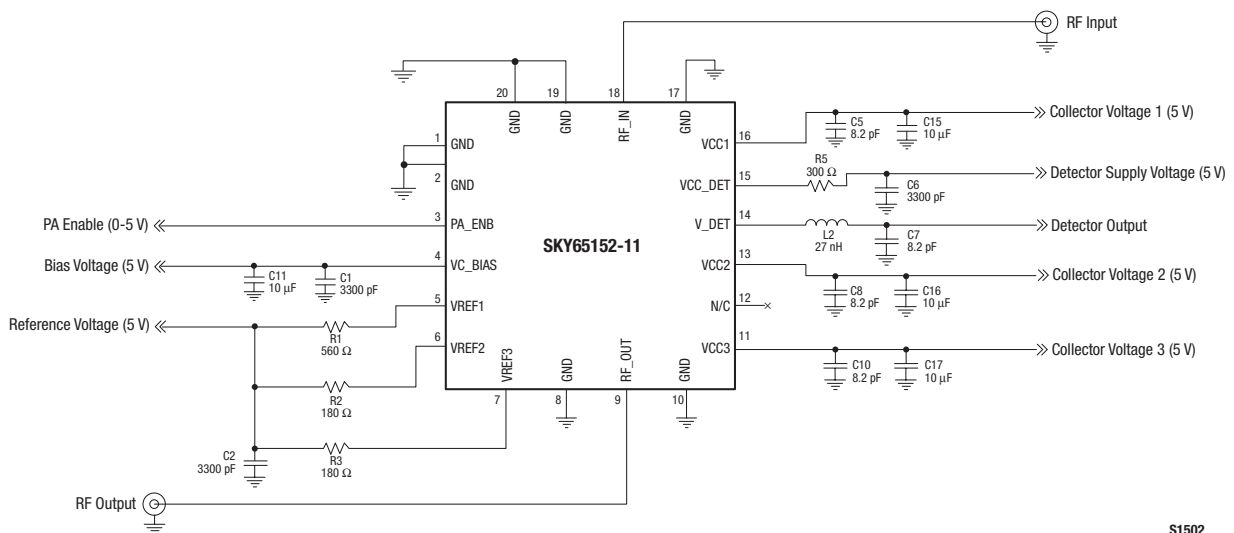 RF Input
20
19
18
17
GND
GND
RF_IN
GND
1
GND
2
GND
PA Enable (0-5 V)
3
PA_ENB
Bias Voltage (5 V)
4
VC_BIAS
C11
10 µF
C1
3300 pF
Reference Voltage (5 V)
5
VREF1
R1
560 Ω
6
VREF2
R2
180 Ω
R3
180 Ω
C2
3300 pF
SKY65152-11
VREF3
GND
RF_OUT
GND
7
8
9
10
VCC1
16
C5
8.2 pF
C15
10 µF
Collector Voltage 1 (5 V)
VCC_DET
15
R5
300 Ω
C6
3300 pF
Detector Supply Voltage (5 V)
V_DET
14
L2
27 nH
C7
8.2 pF
Detector Output
VCC2
13
C8
8.2 pF
C16
10 µF
Collector Voltage 2 (5 V)
N/C
12
VCC3
11
C10
8.2 pF
C17
10 µF
Collector Voltage 3 (5 V)
RF Output
S1502